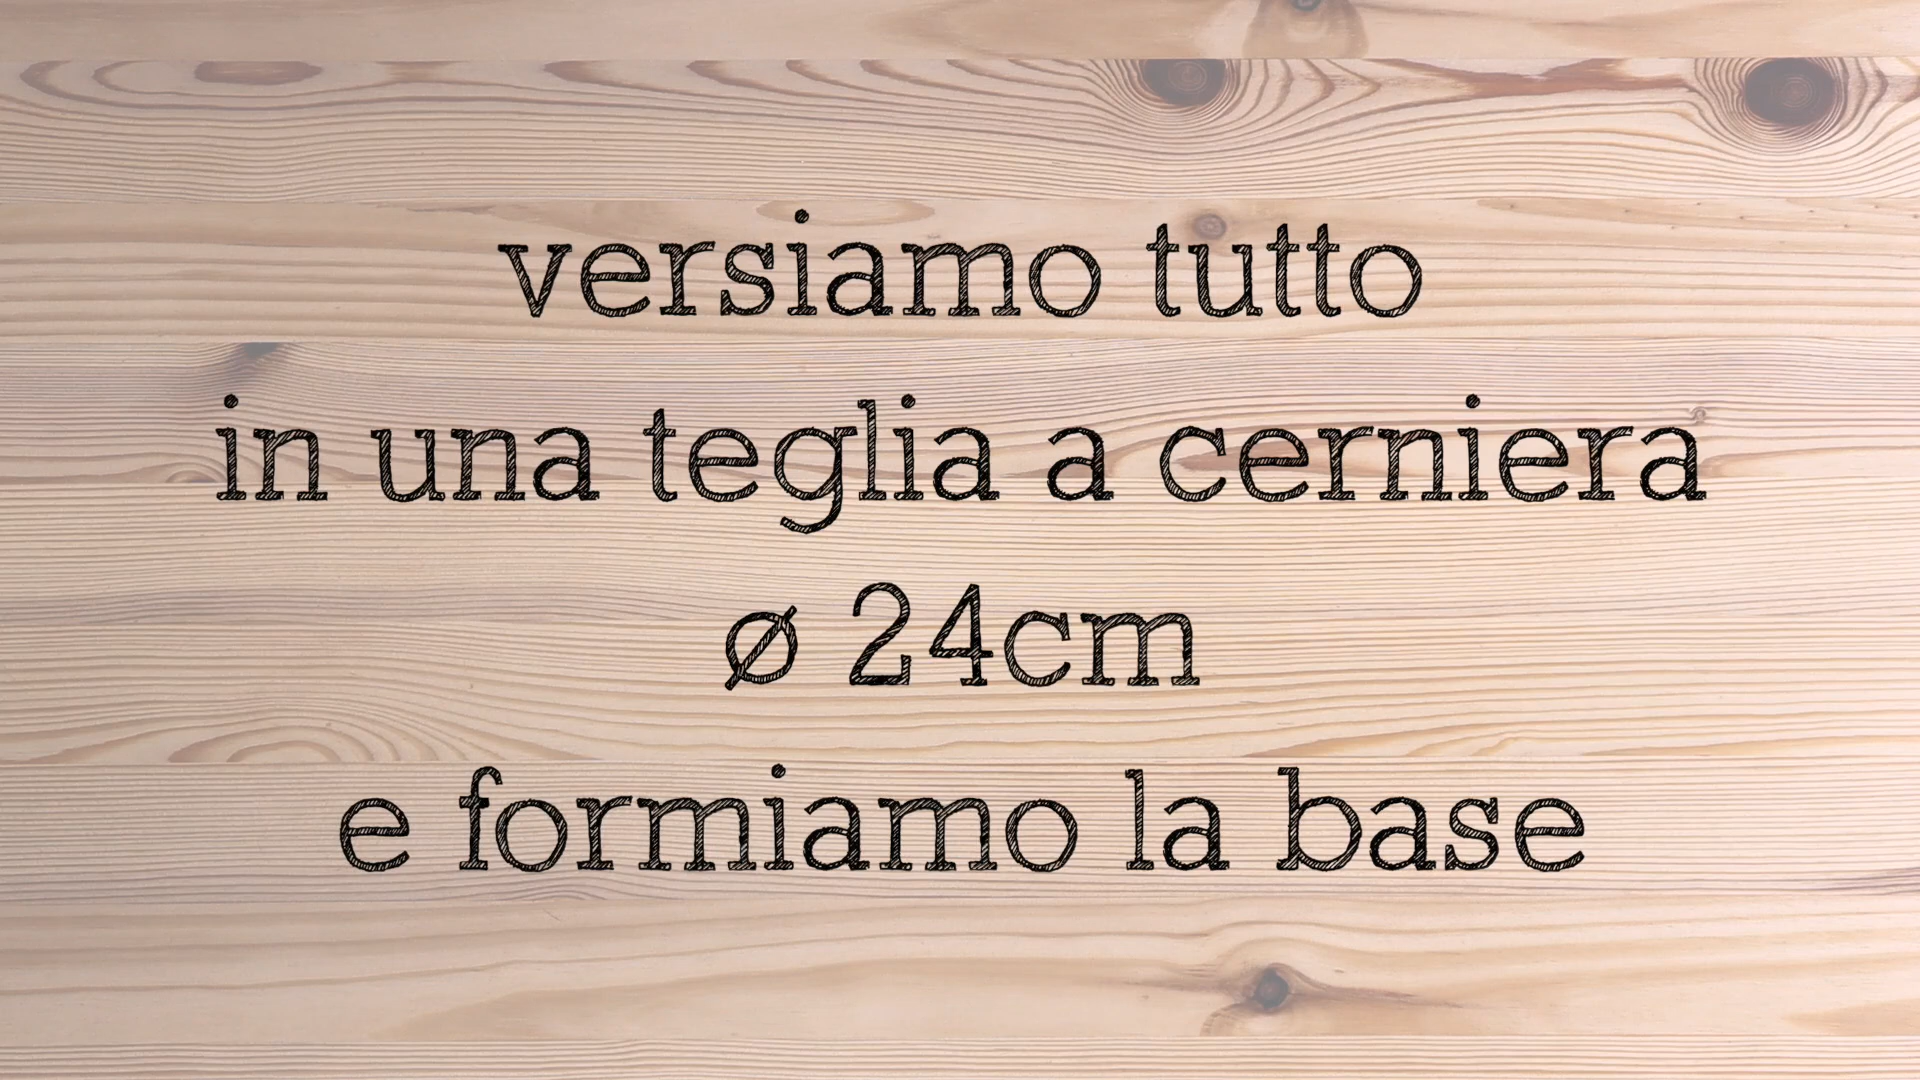 versiamo tutto
in una teglia a cerniera
ø 24cm
e formiamo la base